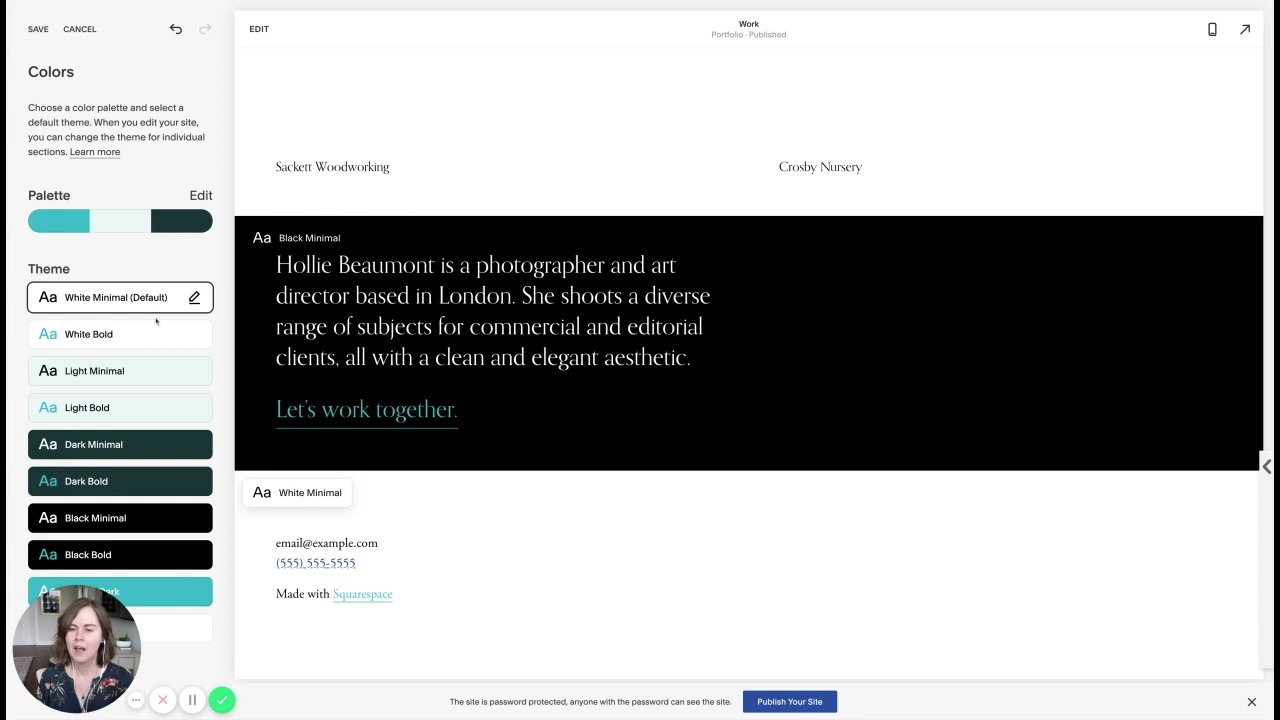 SAVE
CANCEL
Colors
Choose a color palette and select a
default theme. When you edit your site,
you can change the theme for individual
sections. Learn more
Palette
Edit
Theme
Aa White Minimal (Default)
Aa White Bold
Aa Light Minimal
Aa Light Bold
Aa Dark Minimal
Aa Dark Bold
Aa Black Minimal
Aa Black Bold
EDIT
Work
Portfolio · Published
Sackett Woodworking
Crosby Nursery
Aa Black Minimal
Hollie Beaumont is a photographer and art
director based in London. She shoots a diverse
range of subjects for commercial and editorial
clients, all with a clean and elegant aesthetic.
Let's work together.
Aa White Minimal
email@example.com
(555) 555-5555
Made with Squarespace
The site is password protected, anyone with the password can see the site.
Publish Your Site